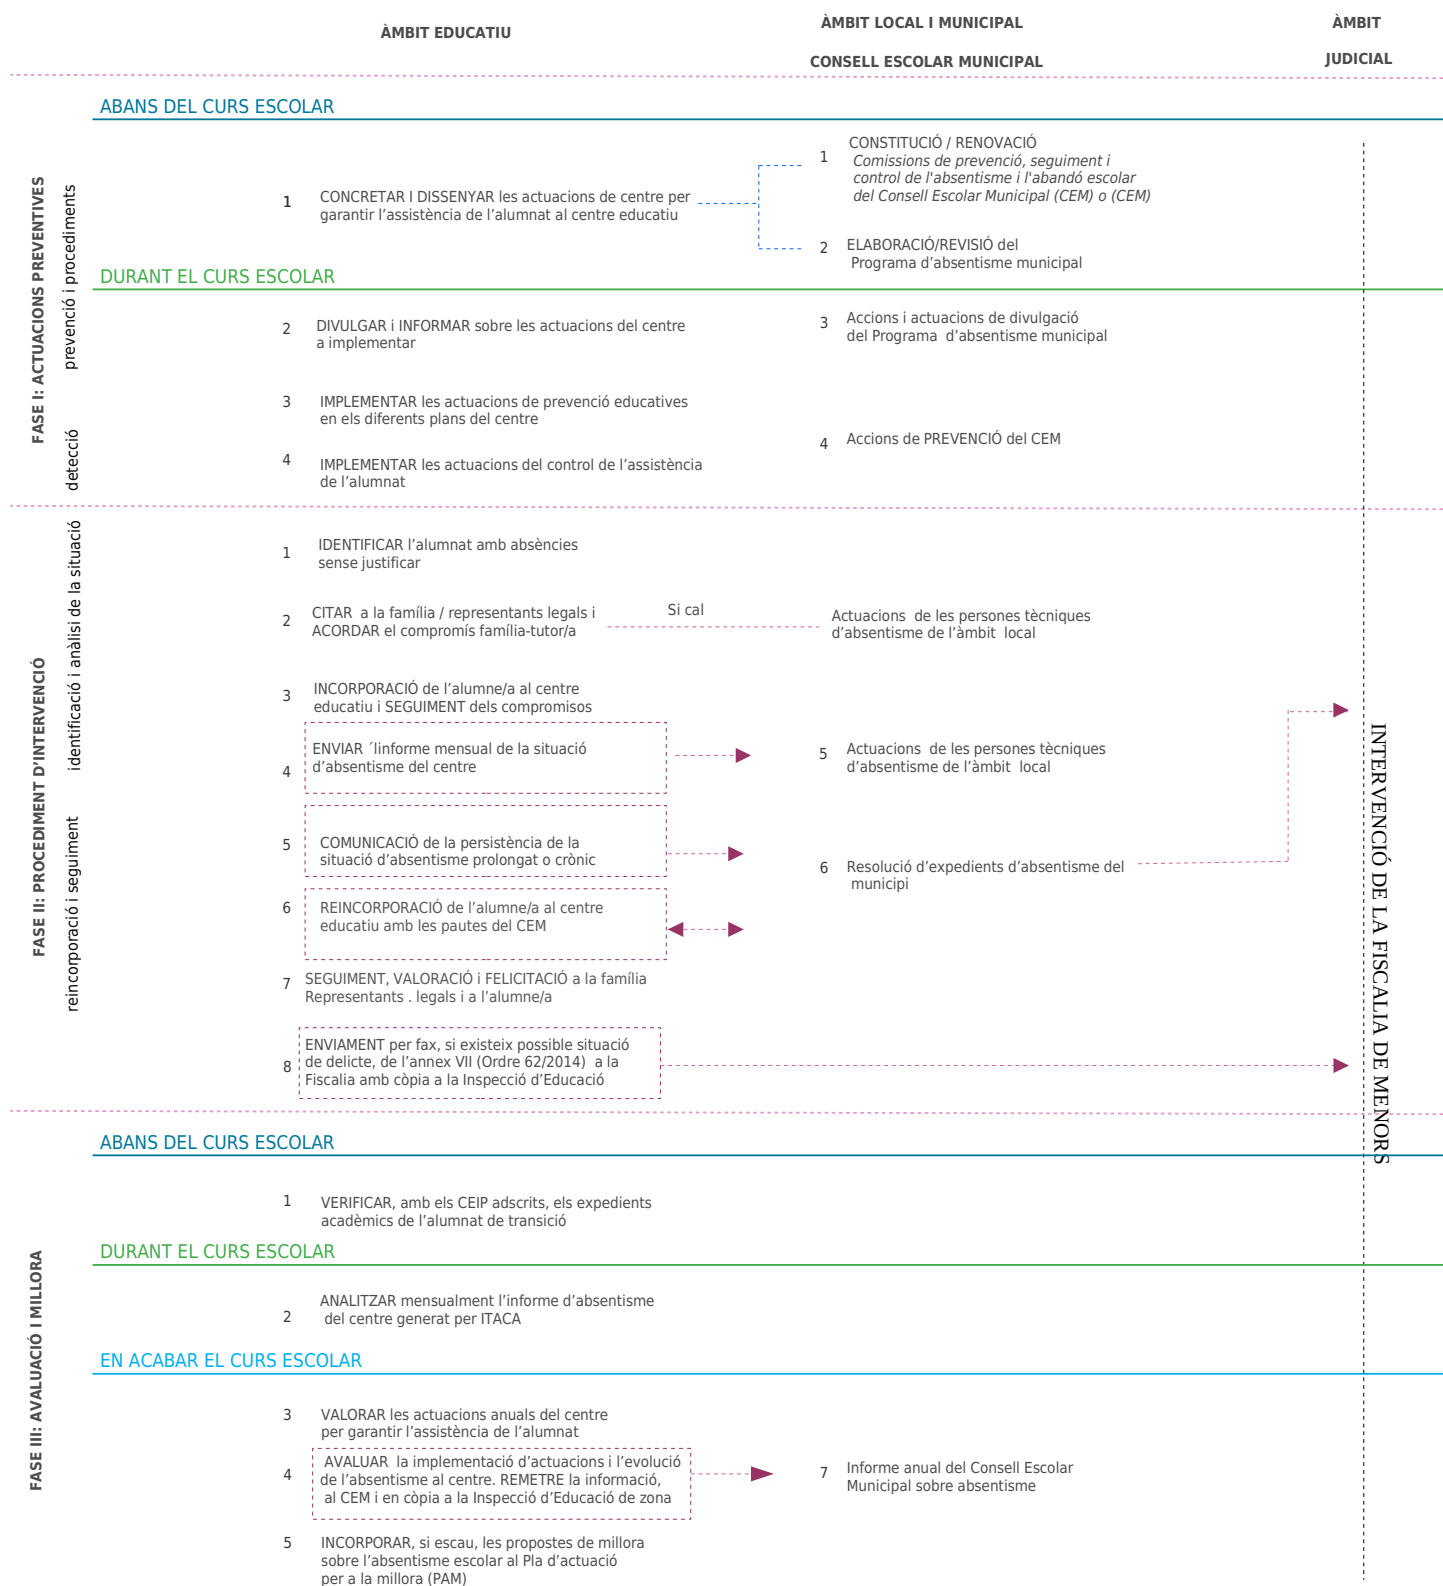 ÀMBIT EDUCATIU
ÀMBIT LOCAL I MUNICIPAL
CONSELL ESCOLAR MUNICIPAL
ÀMBIT
JUDICIAL
FASE I: ACTUACIONS PREVENTIVES
prevenció i procediments
detecció
ABANS DEL CURS ESCOLAR
1
CONCRETAR I DISSENYAR les actuacions de centre per
garantir l’assistència de l’alumnat al centre educatiu
1
CONSTITUCIÓ / RENOVACIÓ
Comissions de prevenció, seguiment i
control de l'absentisme i l'abandó escolar
del Consell Escolar Municipal (CEM) o (CEM)
2
ELABORACIÓ/REVISIÓ del
Programa d’absentisme municipal
DURANT EL CURS ESCOLAR
2
DIVULGAR i INFORMAR sobre les actuacions del centre
a implementar
3
Accions i actuacions de divulgació
del Programa d’absentisme municipal
3
IMPLEMENTAR les actuacions de prevenció educatives
en els diferents plans del centre
4
Accions de PREVENCIÓ del CEM
4
IMPLEMENTAR les actuacions del control de l’assistència
de l’alumnat
FASE II: PROCEDIMENT D’INTERVENCIÓ
identificació i anàlisi de la situació
reincorporació i seguiment
1
IDENTIFICAR l’alumnat amb absències
sense justificar
2
CITAR a la família / representants legals i
ACORDAR el compromís família-tutor/a
Si cal
Actuacions de les persones tècniques
d’absentisme de l’àmbit local
3
INCORPORACIÓ de l’alumne/a al centre
educatiu i SEGUIMENT dels compromisos
4
ENVIAR ´linforme mensual de la situació
d’absentisme del centre
5
Actuacions de les persones tècniques
d’absentisme de l’àmbit local
5
COMUNICACIÓ de la persistència de la
situació d’absentisme prolongat o crònic
6
Resolució d’expedients d’absentisme del
municipi
6
REINCORPORACIÓ de l’alumne/a al centre
educatiu amb les pautes del CEM
7
SEGUIMENT, VALORACIÓ i FELICITACIÓ a la família
Representants . legals i a l’alumne/a
8
ENVIAMENT per fax, si existeix possible situació
de delicte, de l’annex VII (Ordre 62/2014) a la
Fiscalia amb còpia a la Inspecció d’Educació
INTERVENCIÓ DE LA FISCALIA DE MENORS
FASE III: AVALUACIÓ I MILLORA
ABANS DEL CURS ESCOLAR
1
VERIFICAR, amb els CEIP adscrits, els expedients
acadèmics de l’alumnat de transició
DURANT EL CURS ESCOLAR
2
ANALITZAR mensualment l’informe d’absentisme
del centre generat per ITACA
EN ACABAR EL CURS ESCOLAR
3
VALORAR les actuacions anuals del centre
per garantir l’assistència de l’alumnat
4
AVALUAR la implementació d’actuacions i l’evolució
de l’absentisme al centre. REMETRE la informació,
al CEM i en còpia a la Inspecció d’Educació de zona
7
Informe anual del Consell Escolar
Municipal sobre absentisme
5
INCORPORAR, si escau, les propostes de millora
sobre l’absentisme escolar al Pla d’actuació
per a la millora (PAM)